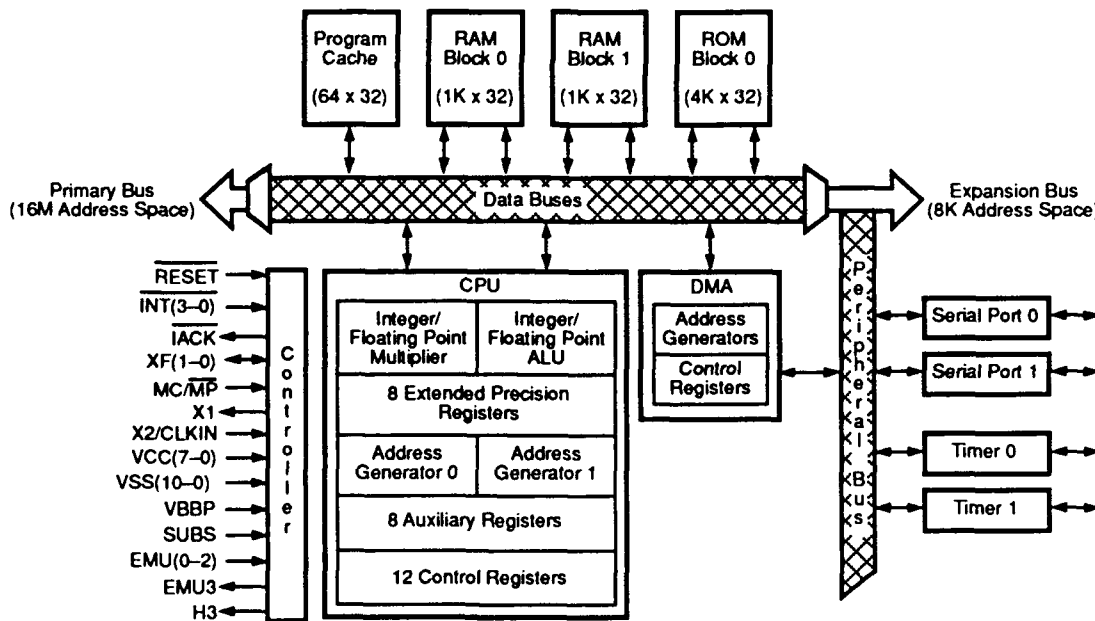 Program
Cache
(64 x 32)
RAM
Block 0
(1K x 32)
RAM
Block 1
(1K x 32)
ROM
Block 0
(4K x 32)
Primary Bus
(16M Address Space)
Data Buses
Expansion Bus
(8K Address Space)
RESET
INT(3–0)
IACK
XF(1–0)
MC/MP
X1
X2/CLKIN
VCC(7–0)
VSS(10–0)
VBBP
SUBS
EMU(0–2)
EMU3
H3
Controller
CPU
Integer/
Floating Point
Multiplier
Integer/
Floating Point
ALU
8 Extended Precision
Registers
Address
Generator 0
Address
Generator 1
8 Auxiliary Registers
12 Control Registers
DMA
Address
Generators
Control
Registers
Peripheral Bus
Serial Port 0
Serial Port 1
Timer 0
Timer 1